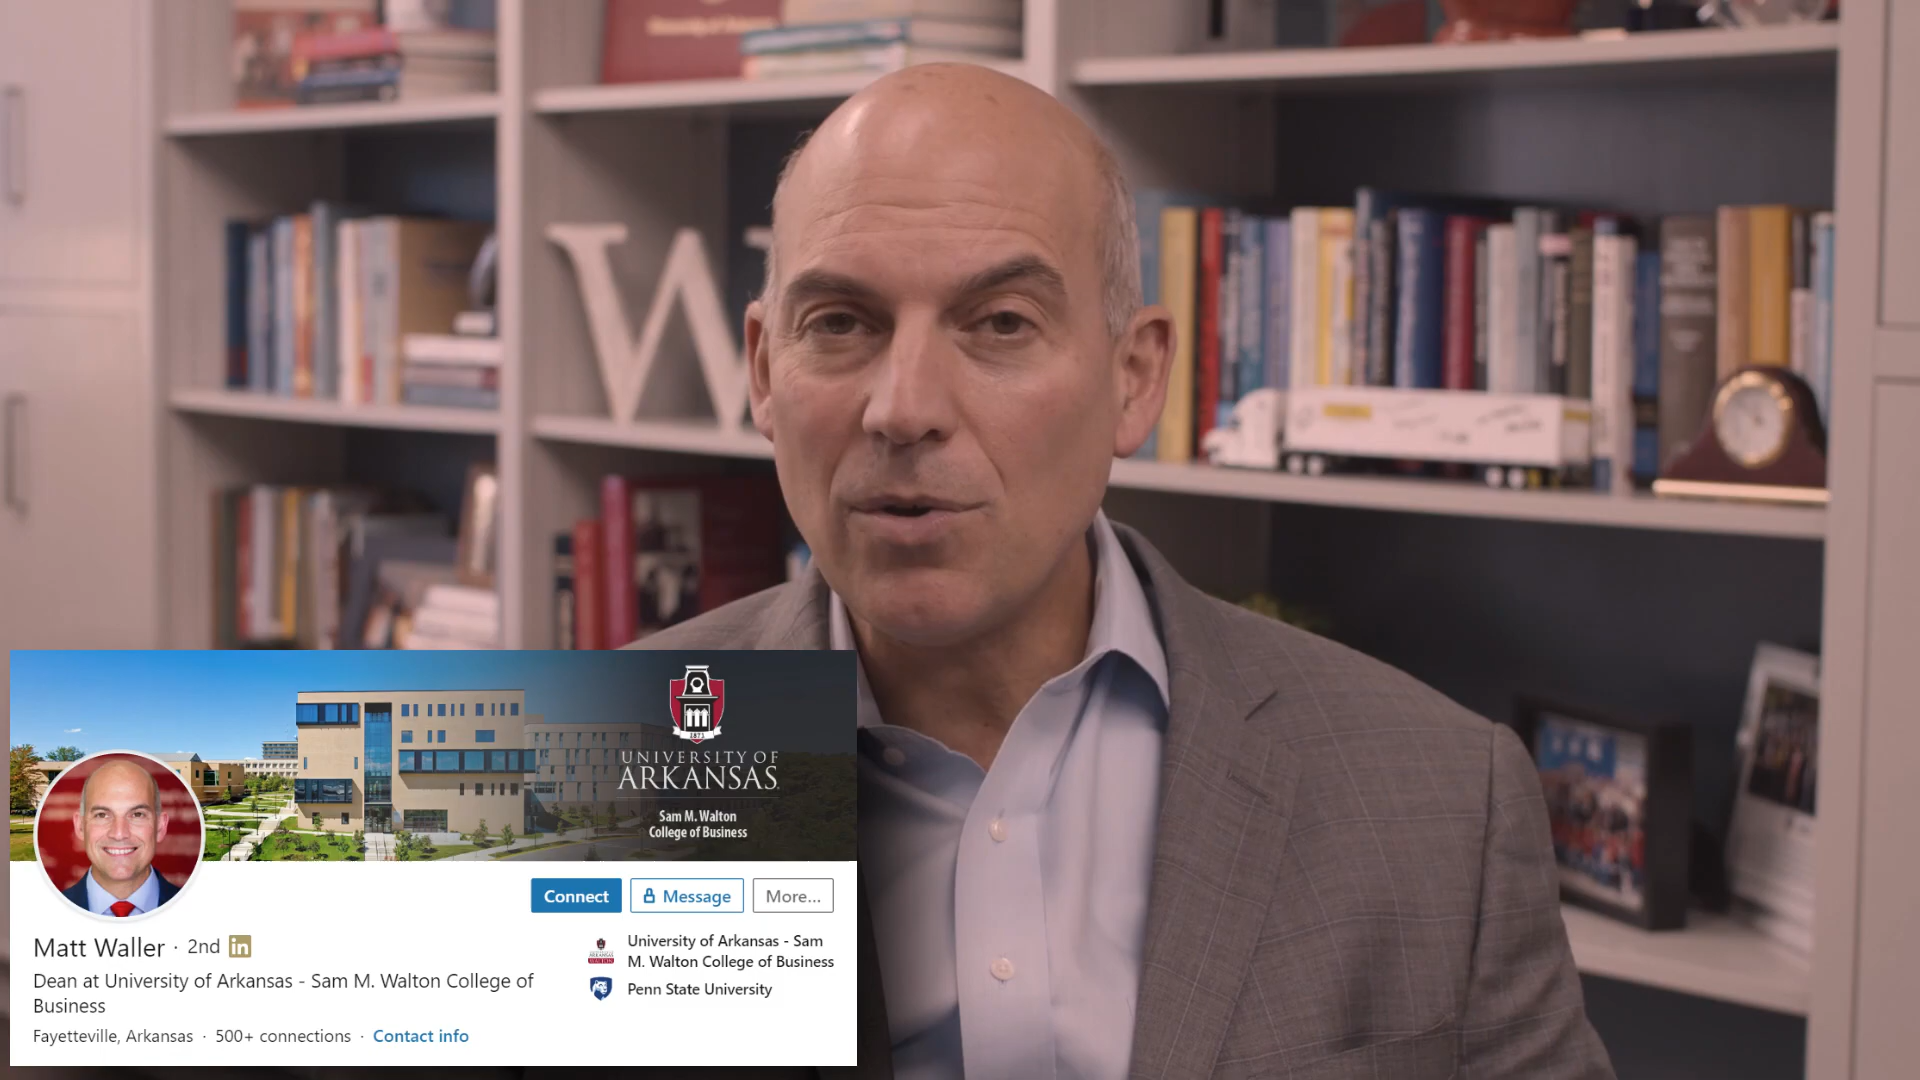 W
1871
UNIVERSITY OF
ARKANSAS
Sam M. Walton
College of Business
Connect
Message
More...
Matt Waller · 2nd in
University of Arkansas - Sam
M. Walton College of Business
Dean at University of Arkansas - Sam M. Walton College of
Business
Penn State University
Fayetteville, Arkansas · 500+ connections · Contact info